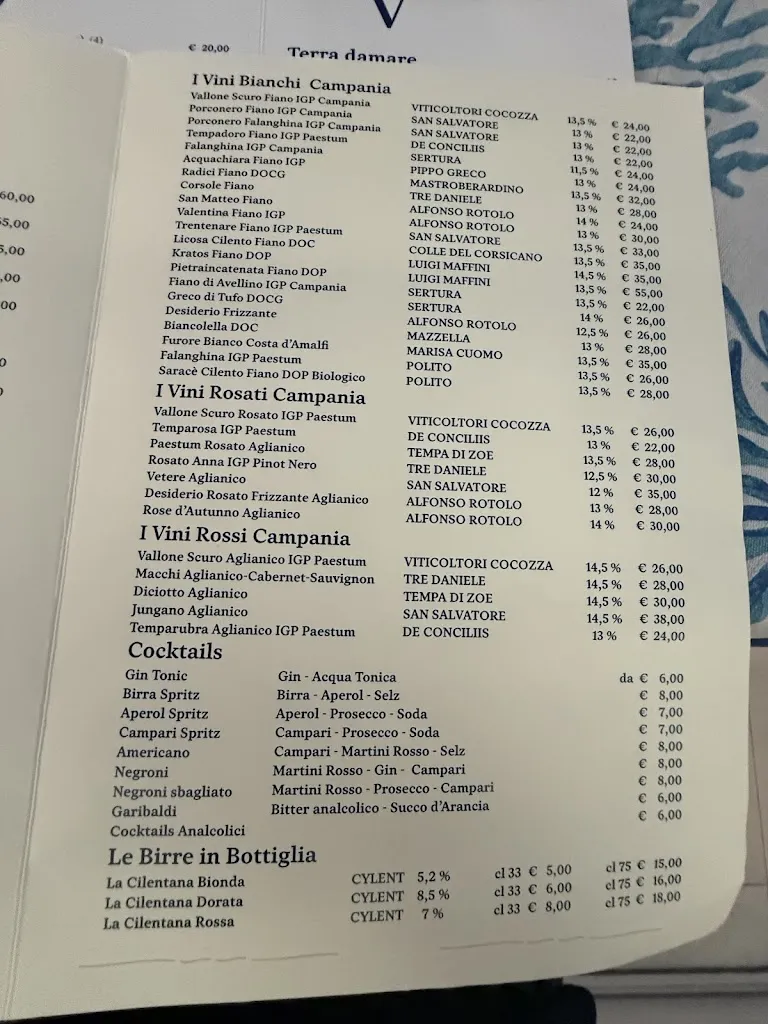 € 20,00
Terra damare
60,00
5,00
5,00
,00
00
I Vini Bianchi Campania
Vallone Scuro Fiano IGP Campania VITICOLTORI COCOZZA 13,5 % € 24,00
Porconero Fiano IGP Campania SAN SALVATORE 13 % € 22,00
Porconero Falanghina IGP Campania SAN SALVATORE 13 % € 22,00
Tempadoro Fiano IGP Paestum DE CONCILIIS 13 % € 22,00
Falanghina IGP Campania SERTURA 11,5 % € 24,00
Acquachiara Fiano IGP PIPPO GRECO 13 % € 24,00
Radici Fiano DOCG MASTROBERARDINO 13,5 % € 32,00
Corsole Fiano TRE DANIELE 13 % € 28,00
San Matteo Fiano ALFONSO ROTOLO 14 % € 24,00
Valentina Fiano IGP ALFONSO ROTOLO 13 % € 30,00
Trentenare Fiano IGP Paestum SAN SALVATORE 13,5 % € 33,00
Licosa Cilento Fiano DOC COLLE DEL CORSICANO 13,5 % € 35,00
Kratos Fiano DOP LUIGI MAFFINI 14,5 % € 35,00
Pietraincatenata Fiano DOP LUIGI MAFFINI 13,5 % € 55,00
Fiano di Avellino IGP Campania SERTURA 13,5 % € 22,00
Greco di Tufo DOCG SERTURA 14 % € 26,00
Desiderio Frizzante ALFONSO ROTOLO 12,5 % € 26,00
Biancolella DOC MAZZELLA 13 % € 28,00
Furore Bianco Costa d'Amalfi MARISA CUOMO 13,5 % € 35,00
Falanghina IGP Paestum POLITO 13,5 % € 26,00
Saracè Cilento Fiano DOP Biologico POLITO 13,5 % € 28,00
I Vini Rosati Campania
Vallone Scuro Rosato IGP Paestum VITICOLTORI COCOZZA 13,5 % € 26,00
Temparosa IGP Paestum DE CONCILIIS 13 % € 22,00
Paestum Rosato Aglianico TEMPA DI ZOE 13,5 % € 28,00
Rosato Anna IGP Pinot Nero TRE DANIELE 12,5 % € 30,00
Vetere Aglianico SAN SALVATORE 12 % € 35,00
Desiderio Rosato Frizzante Aglianico ALFONSO ROTOLO 13 % € 28,00
Rose d'Autunno Aglianico ALFONSO ROTOLO 14 % € 30,00
I Vini Rossi Campania
Vallone Scuro Aglianico IGP Paestum VITICOLTORI COCOZZA 14,5 % € 26,00
Macchi Aglianico-Cabernet-Sauvignon TRE DANIELE 14,5 % € 28,00
Diciotto Aglianico TEMPA DI ZOE 14,5 % € 30,00
Jungano Aglianico SAN SALVATORE 14,5 % € 38,00
Temparubra Aglianico IGP Paestum DE CONCILIIS 13 % € 24,00
Cocktails
Gin Tonic Gin - Acqua Tonica da € 6,00
Birra Spritz Birra - Aperol - Selz € 8,00
Aperol Spritz Aperol - Prosecco - Soda € 7,00
Campari Spritz Campari - Prosecco - Soda € 7,00
Americano Campari - Martini Rosso - Selz € 8,00
Negroni Martini Rosso - Gin - Campari € 8,00
Negroni sbagliato Martini Rosso - Prosecco - Campari € 8,00
Garibaldi Bitter analcolico - Succo d'Arancia € 6,00
Cocktails Analcolici € 6,00
Le Birre in Bottiglia
La Cilentana Bionda CYLENT 5,2 % cl 33 € 5,00 cl 75 € 15,00
La Cilentana Dorata CYLENT 8,5 % cl 33 € 6,00 cl 75 € 16,00
La Cilentana Rossa CYLENT 7 % cl 33 € 8,00 cl 75 € 18,00